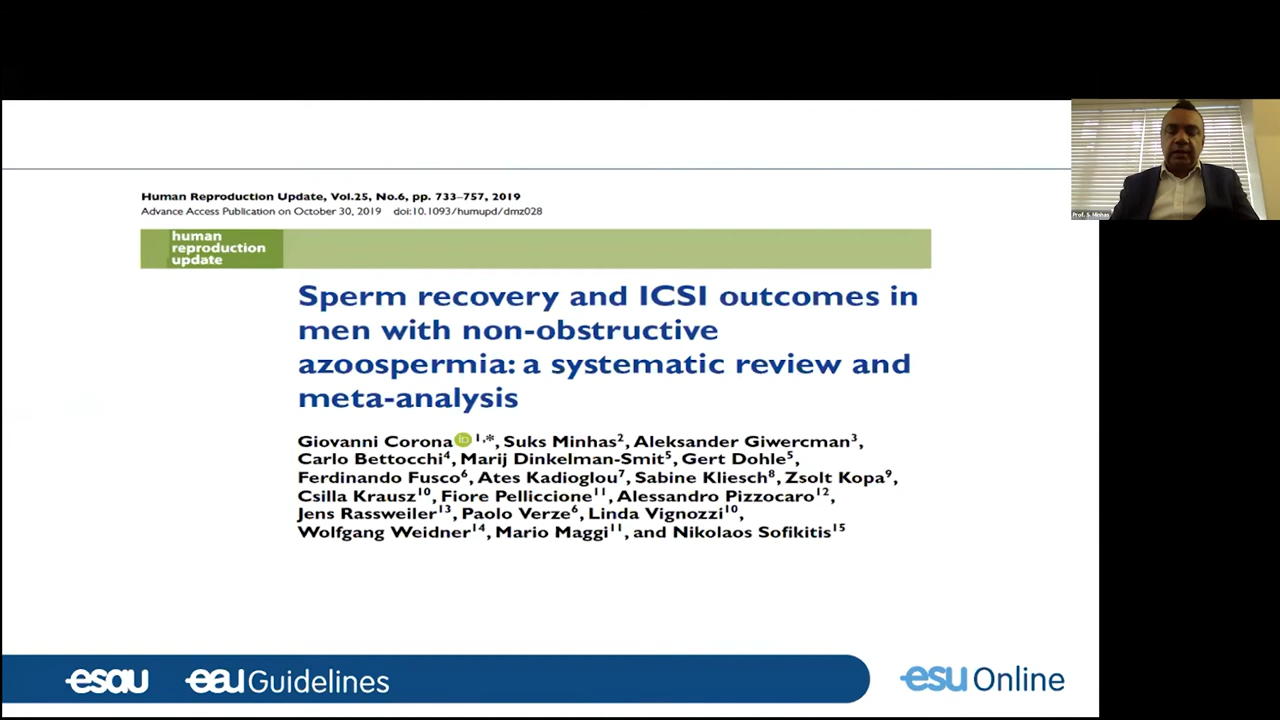 Human Reproduction Update, Vol.25, No.6, pp. 733–757, 2019
Advance Access Publication on October 30, 2019 doi:10.1093/humupd/dmz028
human
reproduction
update
Sperm recovery and ICSI outcomes in
men with non-obstructive
azoospermia: a systematic review and
meta-analysis
Giovanni Corona iD 1,*, Suks Minhas2, Aleksander Giwercman3,
Carlo Bettocchi4, Marij Dinkelman-Smit5, Gert Dohle5,
Ferdinando Fusco6, Ates Kadioglou7, Sabine Kliesch8, Zsolt Kopa9,
Csilla Krausz10, Fiore Pelliccione11, Alessandro Pizzocaro12,
Jens Rassweiler13, Paolo Verze6, Linda Vignozzi10,
Wolfgang Weidner14, Mario Maggi11, and Nikolaos Sofikitis15
Prof. S. Minhas
esau eau Guidelines
esu Online